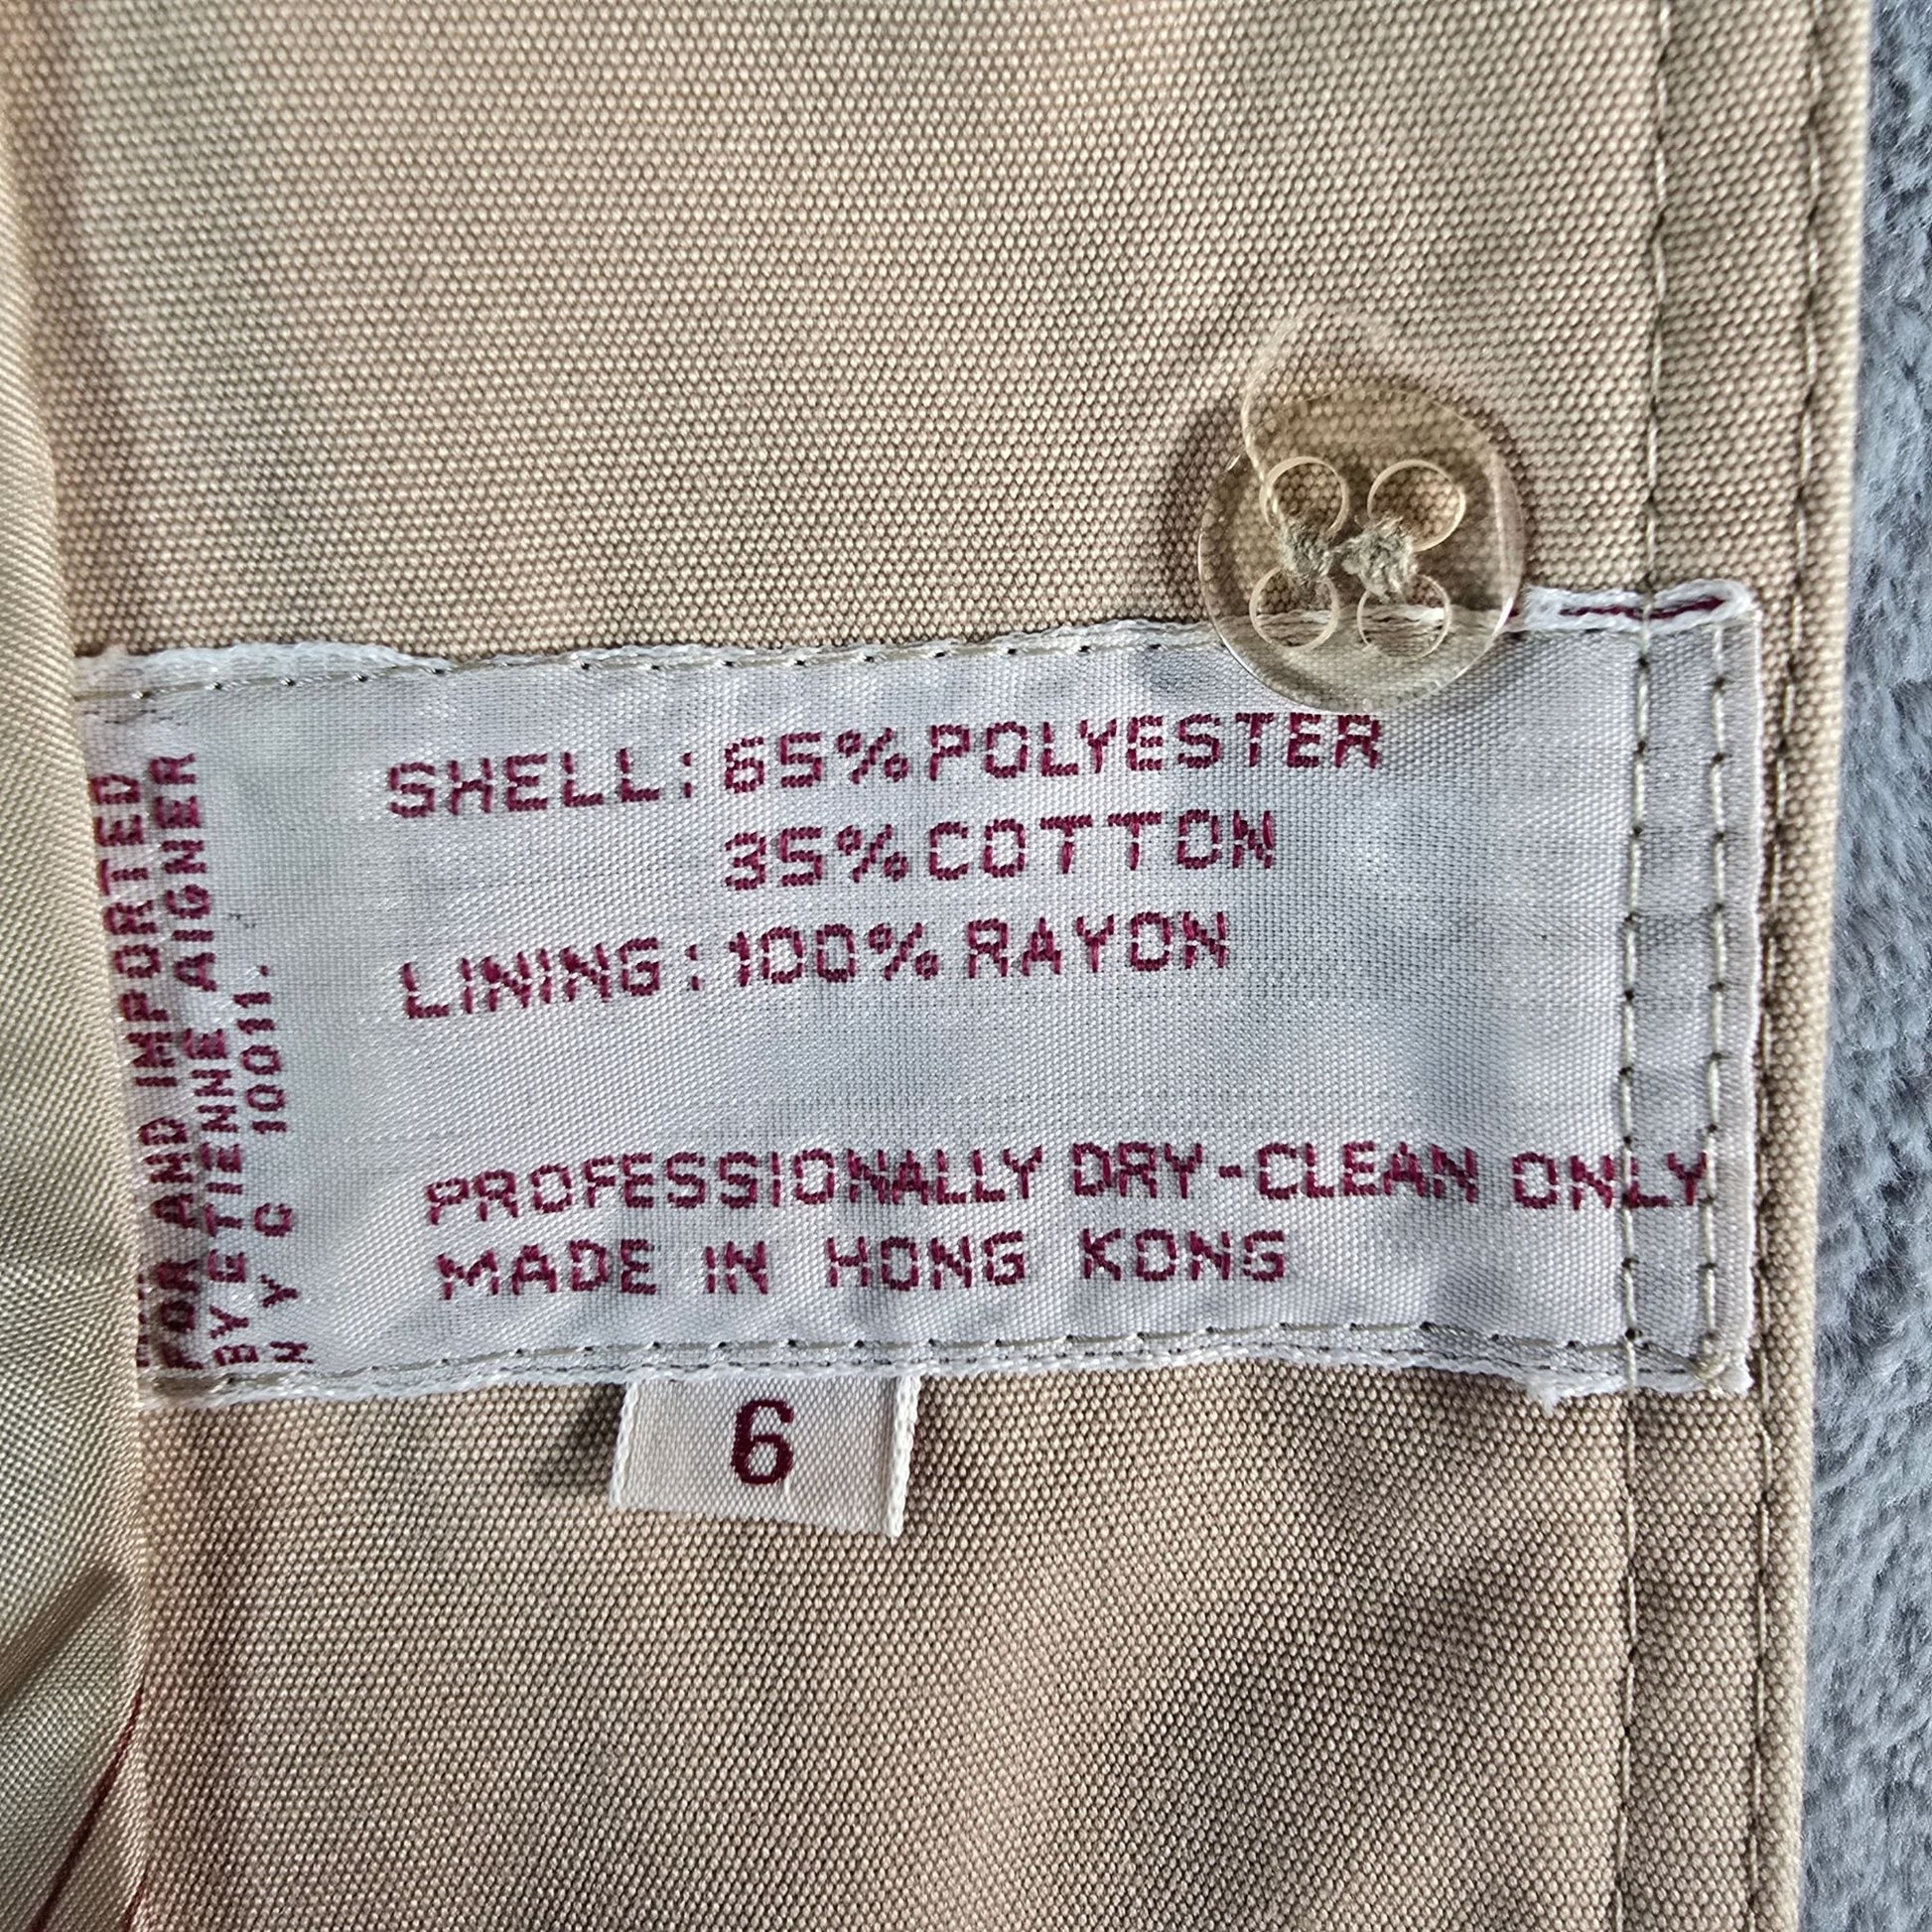 SHELL: 65% POLYESTER
35% COTTON
LINING: 100% RAYON
PROFESSIONALLY DRY-CLEAN ONLY
MADE IN HONG KONG
FOR AND IMPORTED
BY ETIENNE AIGNER
N Y C 10011.
6